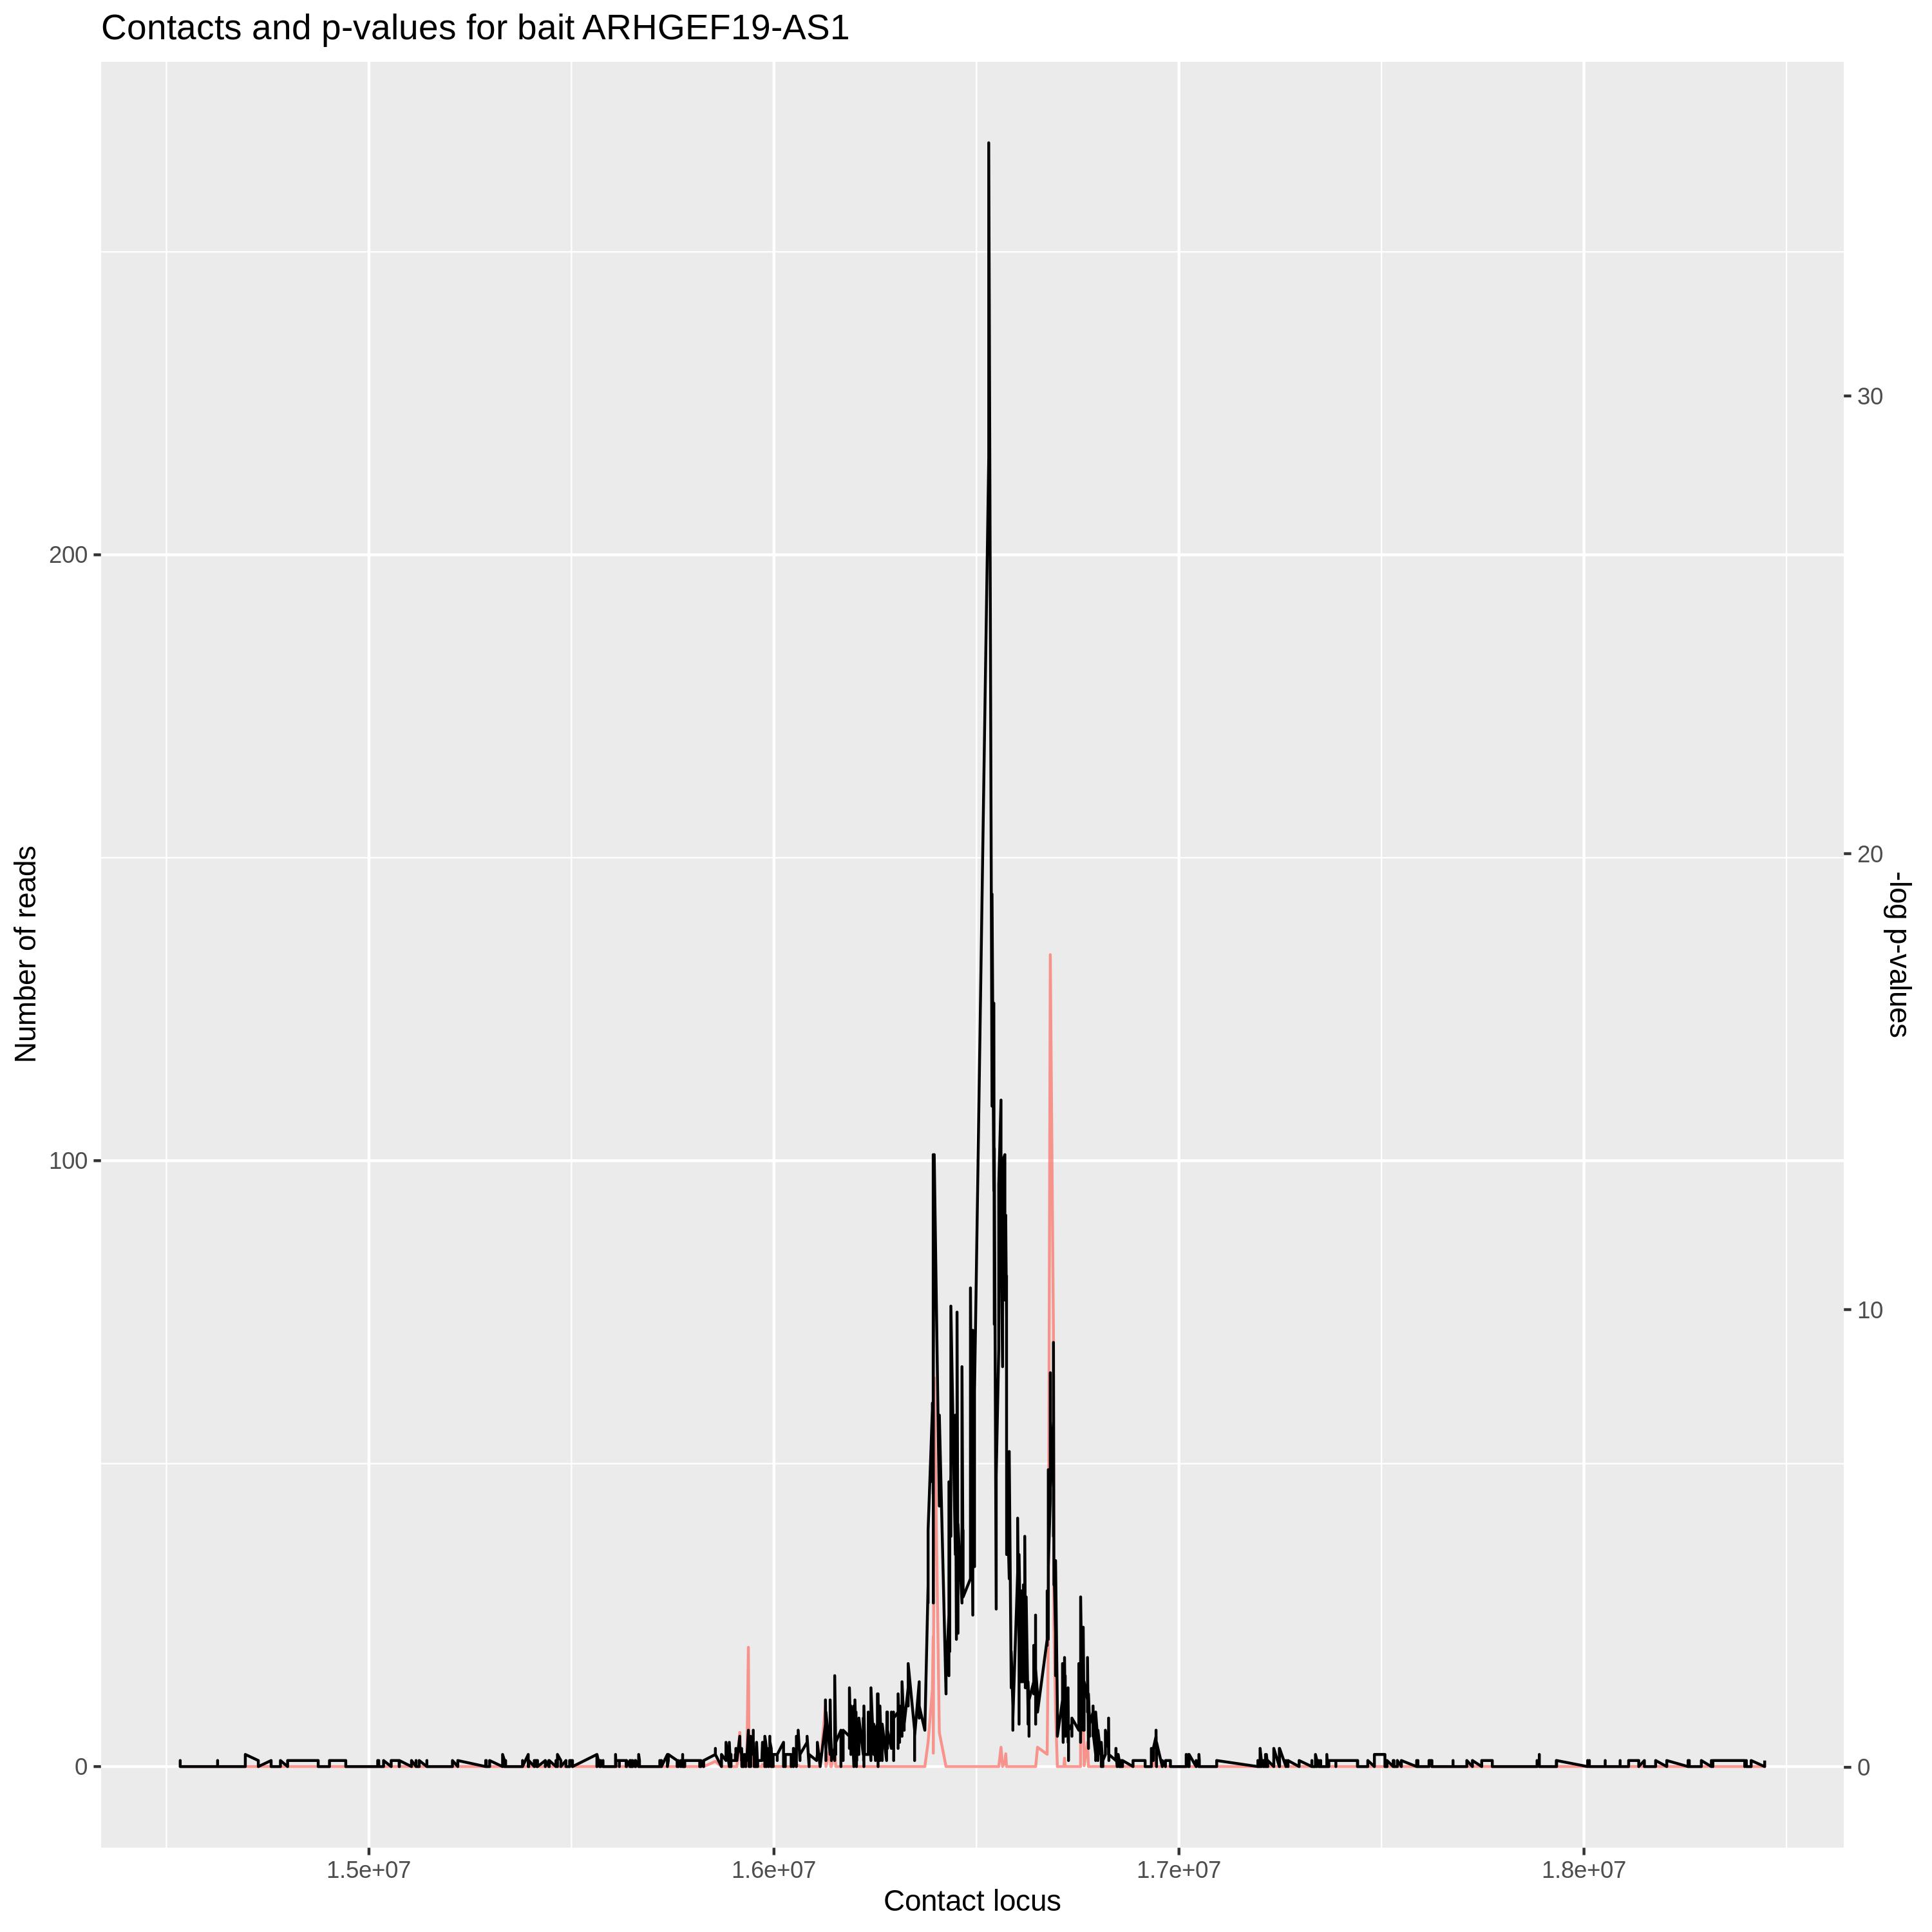 Contacts and p-values for bait ARHGEF19-AS1
200
100
0
Number of reads
30
20
10
0
-log p-values
1.5e+07
1.6e+07
1.7e+07
1.8e+07
Contact locus